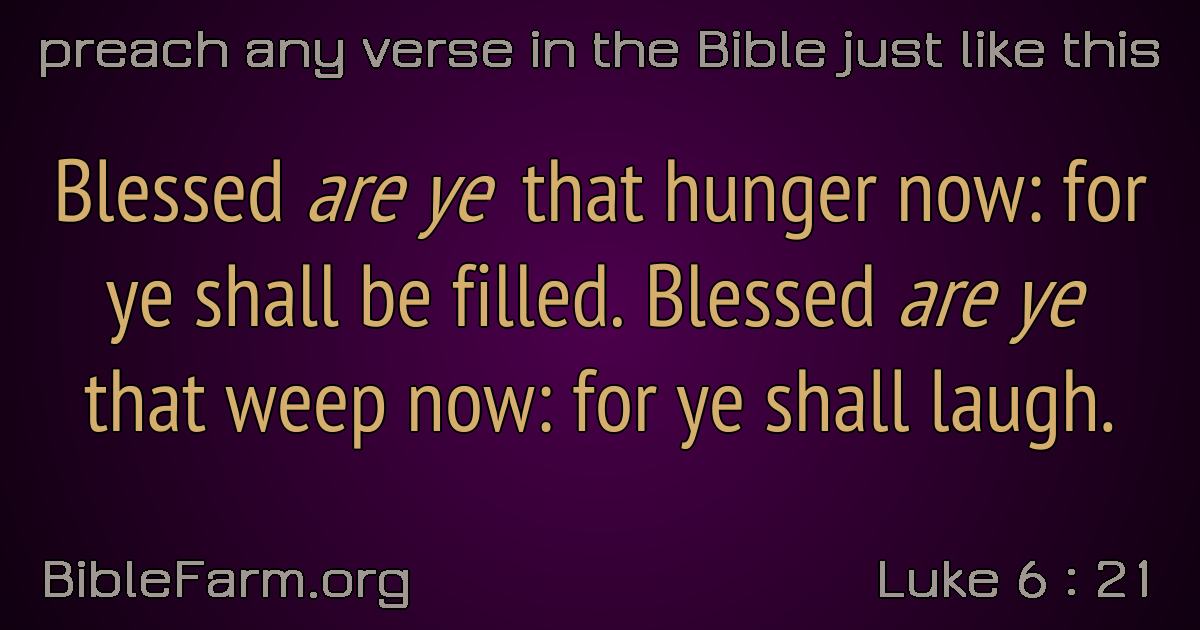 preach any verse in the Bible just like this
Blessed are ye that hunger now: for
ye shall be filled. Blessed are ye
that weep now: for ye shall laugh.
BibleFarm.org
Luke 6 : 21